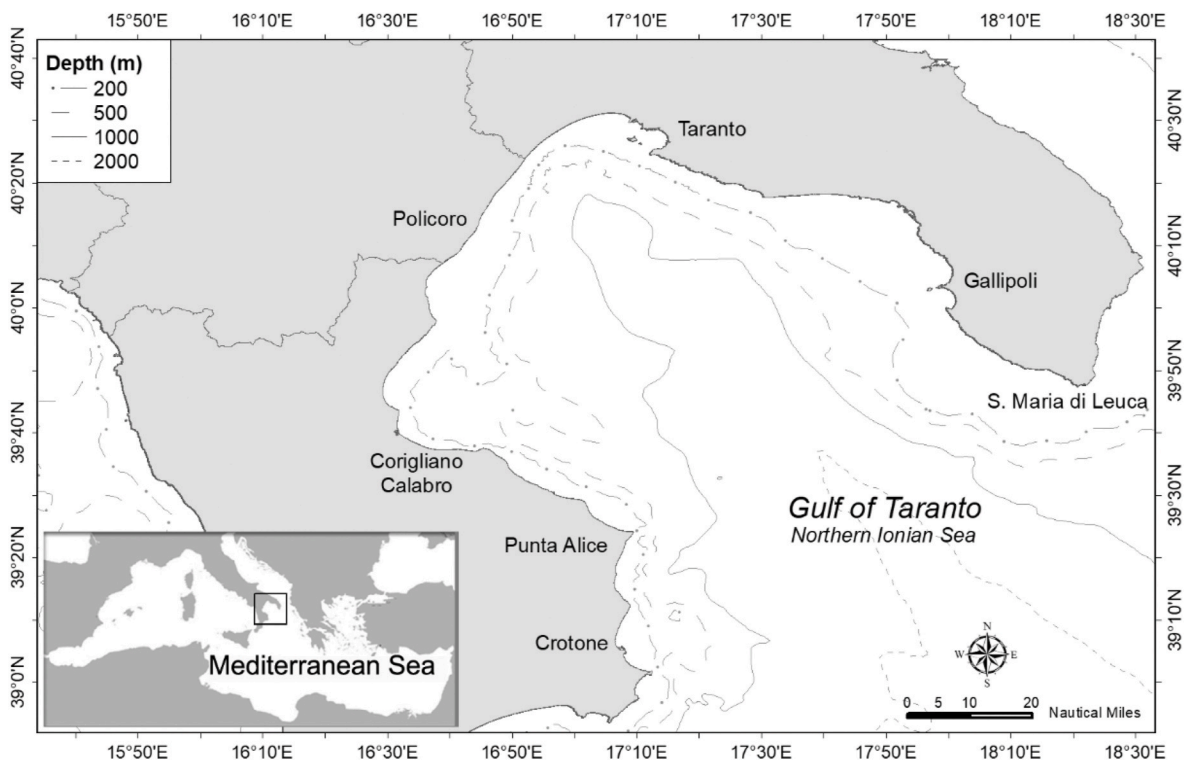 15°50'E 16°10'E 16°30'E 16°50'E 17°10'E 17°30'E 17°50'E 18°10'E 18°30'E
40°40'N
40°20'N
40°0'N
39°40'N
39°20'N
39°0'N
Depth (m)
200
500
1000
2000
Taranto
Policoro
Gallipoli
S. Maria di Leuca
Corigliano
Calabro
Gulf of Taranto
Northern Ionian Sea
Punta Alice
Crotone
Mediterranean Sea
N
W E
S
0 5 10 20
Nautical Miles
40°30'N
40°10'N
39°50'N
39°30'N
39°10'N
15°50'E 16°10'E 16°30'E 16°50'E 17°10'E 17°30'E 17°50'E 18°10'E 18°30'E